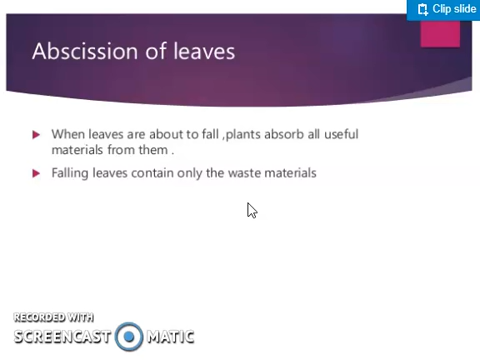 Clip slide
Abscission of leaves
When leaves are about to fall ,plants absorb all useful
materials from them .
Falling leaves contain only the waste materials
RECORDED WITH
SCREENCAST MATIC